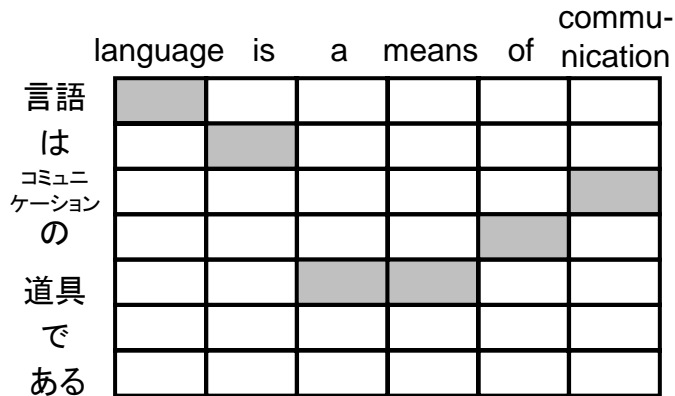 language is a means of commu-
nication
言語
は
コミュニ
ケーション
の
道具
で
ある